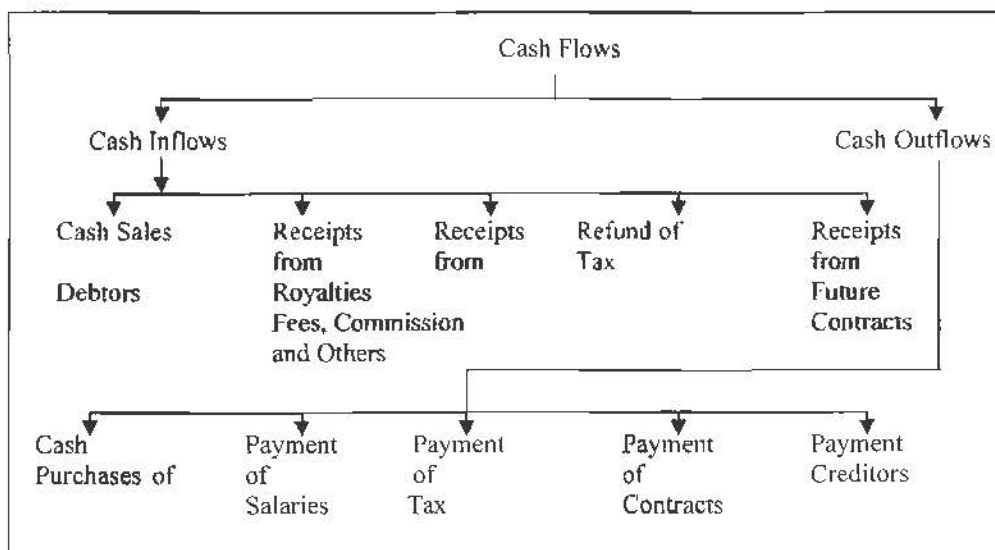 Cash Flows
Cash Inflows
Cash Outflows
Cash Sales
Debtors
Receipts
from
Royalties
Fees, Commission
and Others
Receipts
from
Refund of
Tax
Receipts
from
Future
Contracts
Cash
Purchases of
Payment
of
Salaries
Payment
of
Tax
Payment
of
Contracts
Payment
Creditors